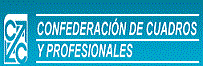 CONFEDERACIÓN DE CUADROS
Y PROFESIONALES